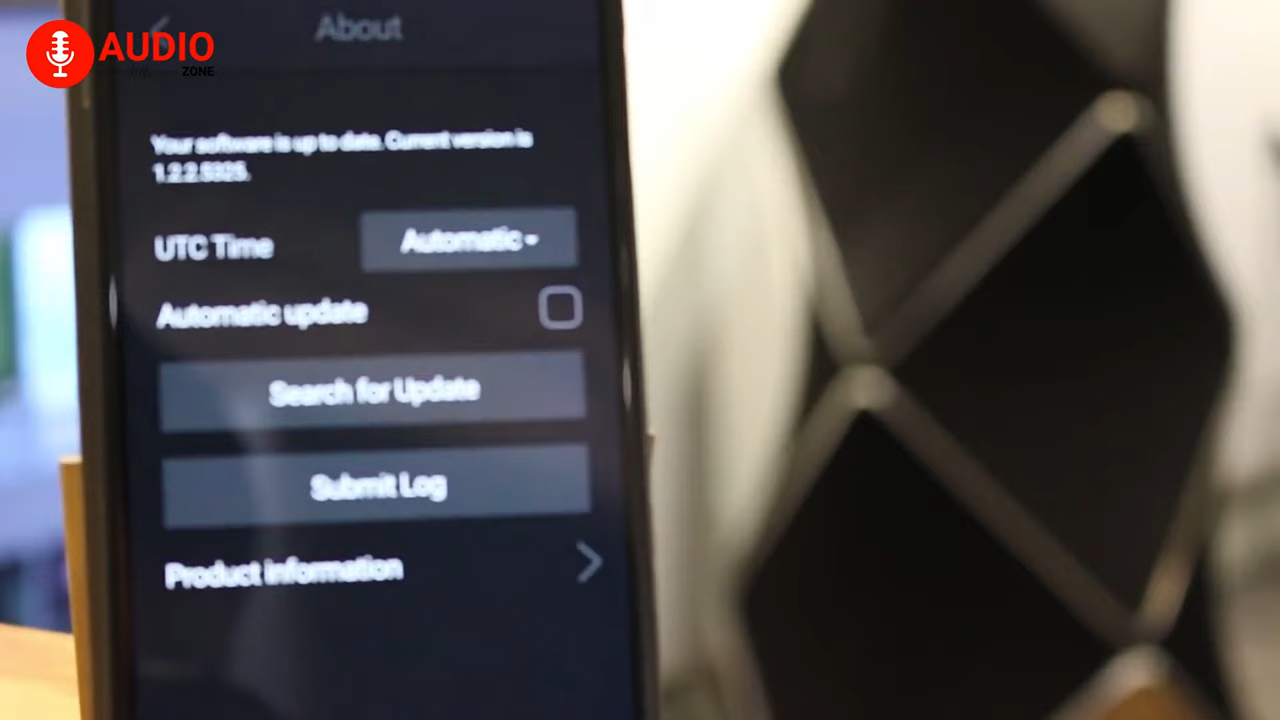 AUDIO
ZONE
About
Your software is up to date. Current version is
1.2.2.5325.
UTC Time
Automatic
Automatic update
Search for Update
Submit Log
Product information